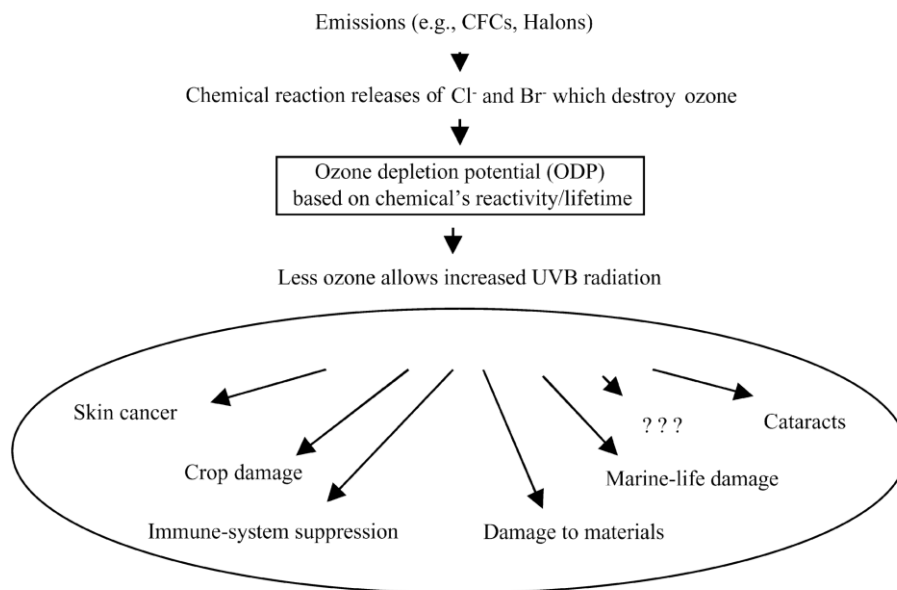 Emissions (e.g., CFCs, Halons)
Chemical reaction releases of Cl⁻ and Br⁻ which destroy ozone
Ozone depletion potential (ODP)
based on chemical's reactivity/lifetime
Less ozone allows increased UVB radiation
Skin cancer
? ? ?
Cataracts
Crop damage
Marine-life damage
Immune-system suppression
Damage to materials